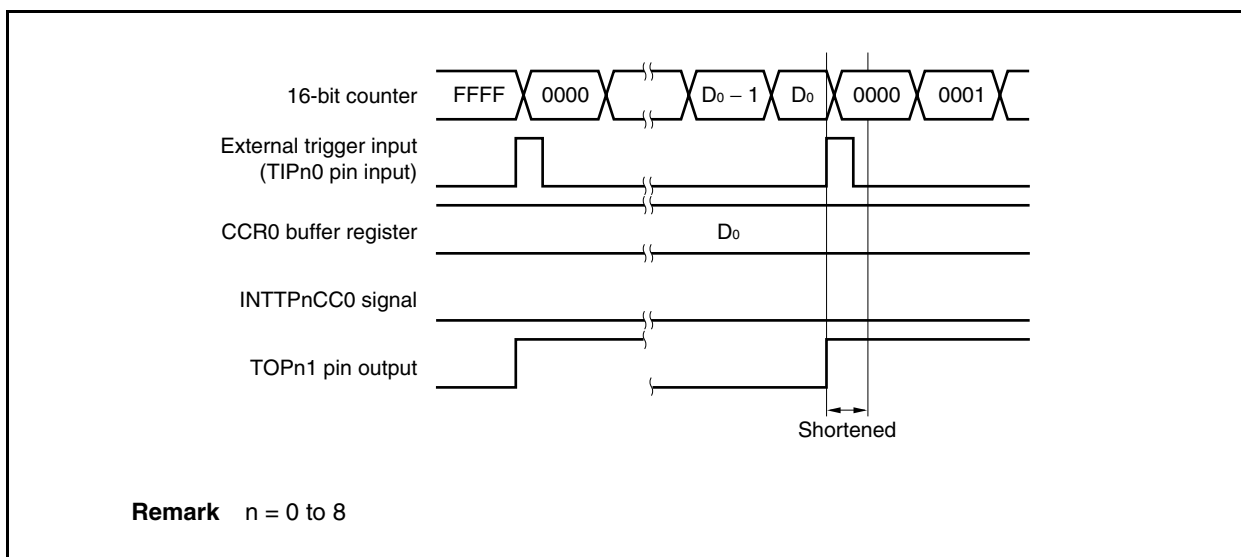 16-bit counter FFFF 0000 D0 − 1 D0 0000 0001
External trigger input
(TIPn0 pin input)
CCR0 buffer register D0
INTTPnCC0 signal
TOPn1 pin output
Shortened
Remark n = 0 to 8